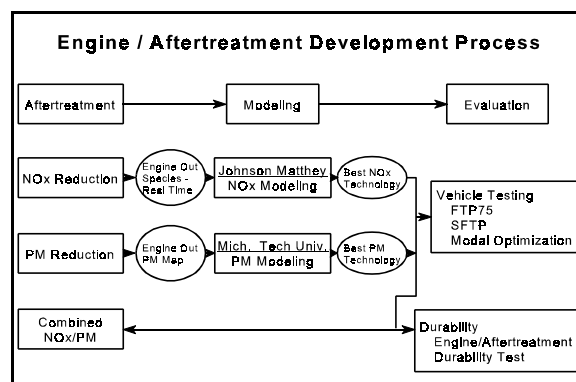 Engine / Aftertreatment Development Process
Aftertreatment
Modeling
Evaluation
NOx Reduction
Engine Out
Species -
Real Time
Johnson Matthey
NOx Modeling
Best NOx
Technology
PM Reduction
Engine Out
PM Map
Mich. Tech Univ.
PM Modeling
Best PM
Technology
Vehicle Testing
FTP75
SFTP
Modal Optimization
Combined
NOx/PM
Durability
Engine/Aftertreatment
Durability Test